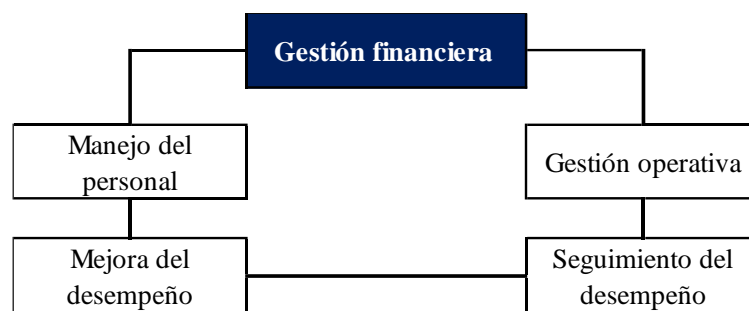 Gestión financiera
Manejo del
personal
Gestión operativa
Mejora del
desempeño
Seguimiento del
desempeño